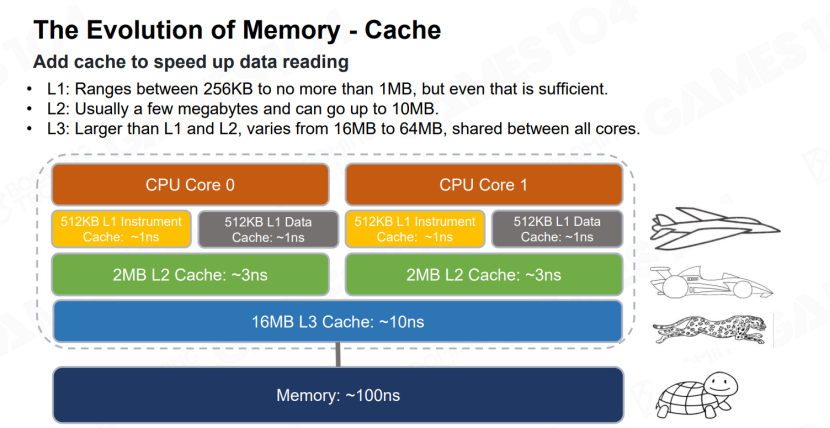 The Evolution of Memory - Cache
Add cache to speed up data reading
• L1: Ranges between 256KB to no more than 1MB, but even that is sufficient.
• L2: Usually a few megabytes and can go up to 10MB.
• L3: Larger than L1 and L2, varies from 16MB to 64MB, shared between all cores.
CPU Core 0
CPU Core 1
512KB L1 Instrument
Cache: ~1ns
512KB L1 Data
Cache: ~1ns
512KB L1 Instrument
Cache: ~1ns
512KB L1 Data
Cache: ~1ns
2MB L2 Cache: ~3ns
2MB L2 Cache: ~3ns
16MB L3 Cache: ~10ns
Memory: ~100ns
GAMES 104